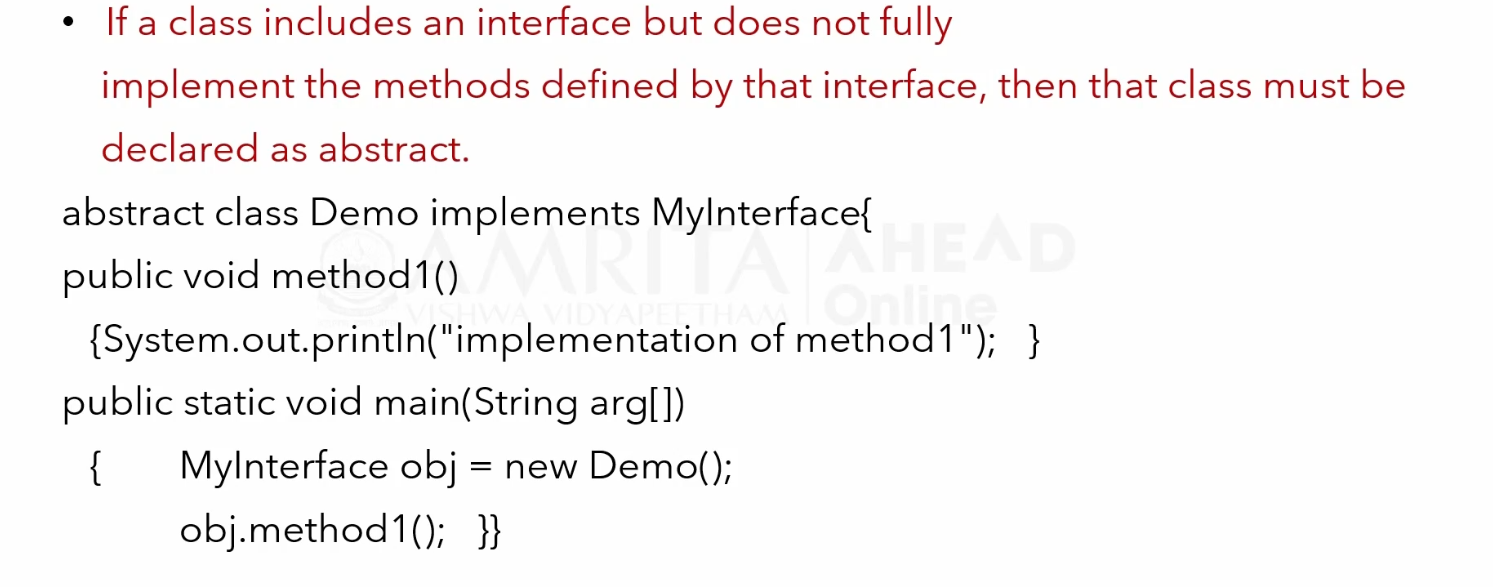 • If a class includes an interface but does not fully
implement the methods defined by that interface, then that class must be
declared as abstract.
abstract class Demo implements MyInterface{
public void method1()
{System.out.println("implementation of method1"); }
public static void main(String arg[])
{ MyInterface obj = new Demo();
obj.method1(); }}
AMRITA AHEAD
VISHWA VIDYAPEETHAM Online